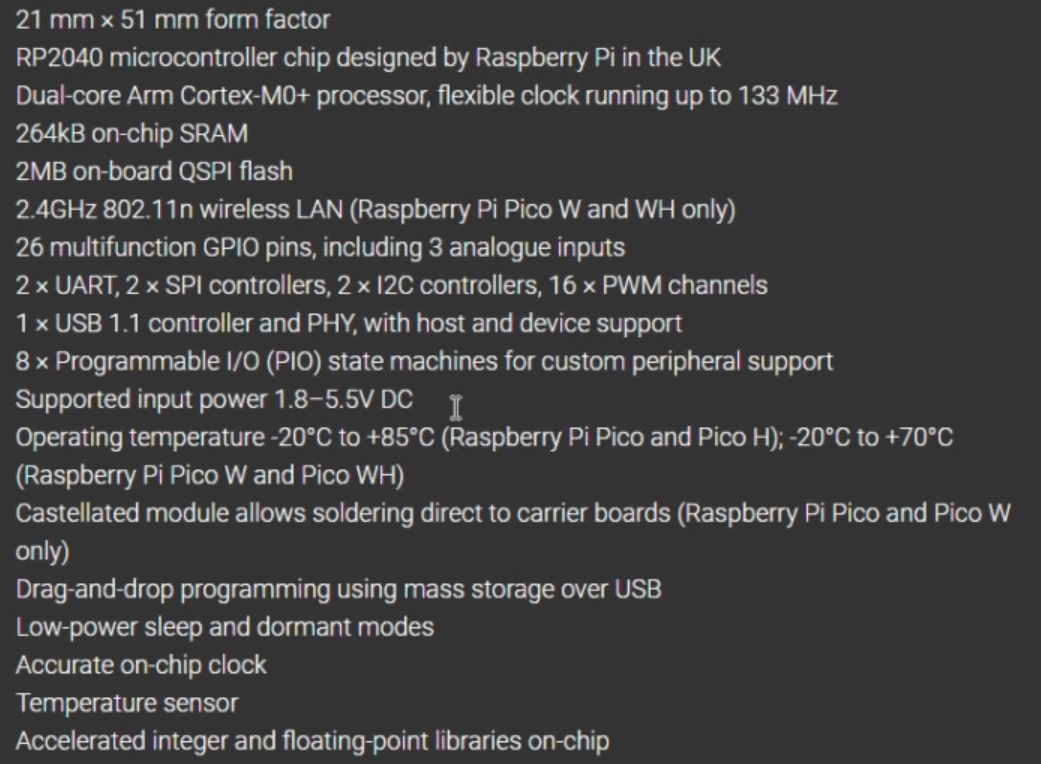 21 mm × 51 mm form factor
RP2040 microcontroller chip designed by Raspberry Pi in the UK
Dual-core Arm Cortex-M0+ processor, flexible clock running up to 133 MHz
264kB on-chip SRAM
2MB on-board QSPI flash
2.4GHz 802.11n wireless LAN (Raspberry Pi Pico W and WH only)
26 multifunction GPIO pins, including 3 analogue inputs
2 × UART, 2 × SPI controllers, 2 × I2C controllers, 16 × PWM channels
1 × USB 1.1 controller and PHY, with host and device support
8 × Programmable I/O (PIO) state machines for custom peripheral support
Supported input power 1.8–5.5V DC
Operating temperature -20°C to +85°C (Raspberry Pi Pico and Pico H); -20°C to +70°C
(Raspberry Pi Pico W and Pico WH)
Castellated module allows soldering direct to carrier boards (Raspberry Pi Pico and Pico W
only)
Drag-and-drop programming using mass storage over USB
Low-power sleep and dormant modes
Accurate on-chip clock
Temperature sensor
Accelerated integer and floating-point libraries on-chip